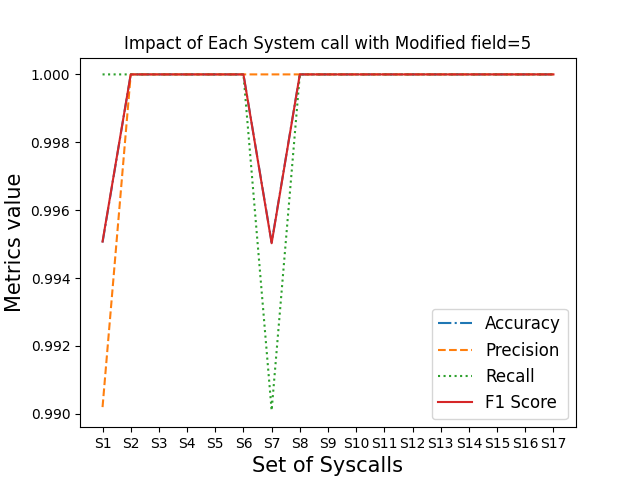 Impact of Each System call with Modified field=5
Metrics value
1.000
0.998
0.996
0.994
0.992
0.990
Accuracy
Precision
Recall
F1 Score
S1 S2 S3 S4 S5 S6 S7 S8 S9 S10 S11 S12 S13 S14 S15 S16 S17
Set of Syscalls